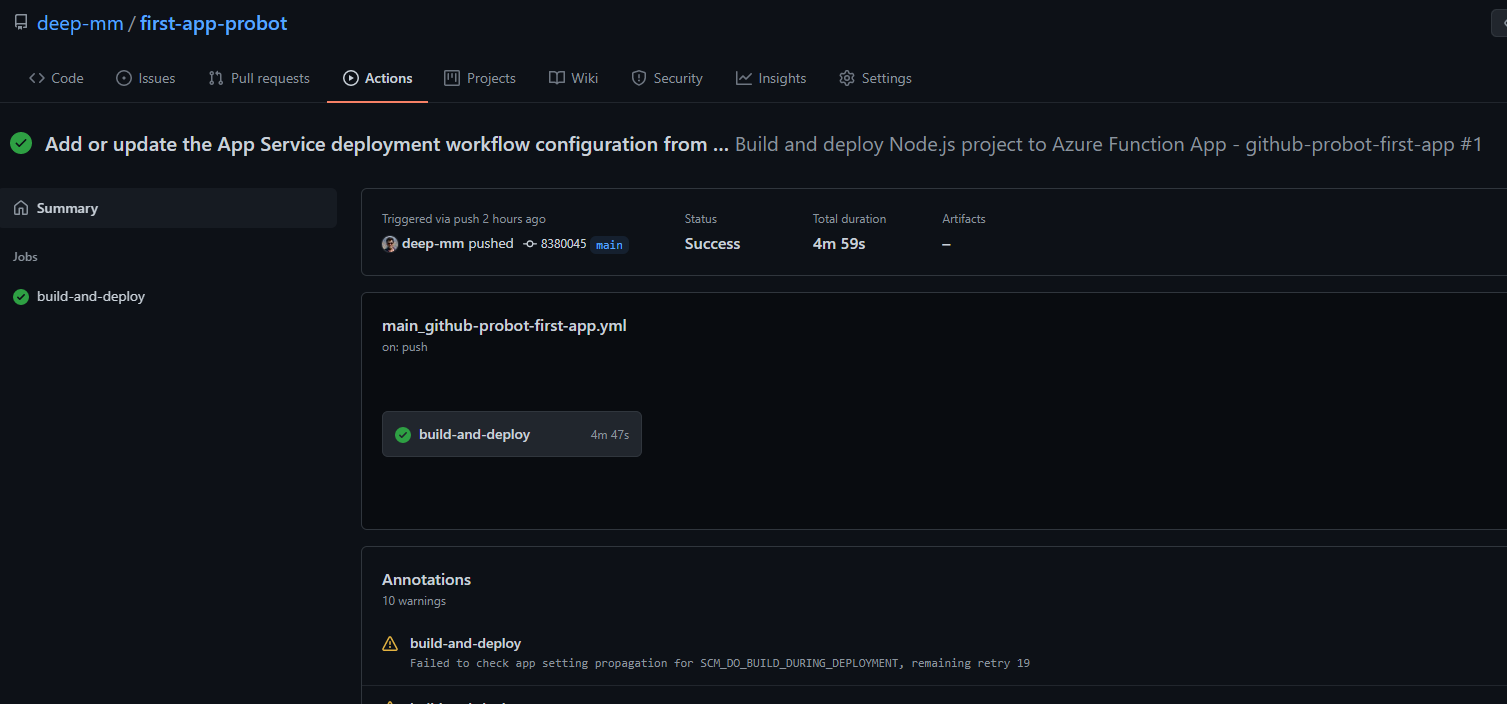 deep-mm / first-app-probot
Code Issues Pull requests Actions Projects Wiki Security Insights Settings
Add or update the App Service deployment workflow configuration from ... Build and deploy Node.js project to Azure Function App - github-probot-first-app #1
Summary
Jobs
build-and-deploy
Triggered via push 2 hours ago Status Total duration Artifacts
deep-mm pushed 8380045 main Success 4m 59s –
main_github-probot-first-app.yml
on: push
build-and-deploy 4m 47s
Annotations
10 warnings
build-and-deploy
Failed to check app setting propagation for SCM_DO_BUILD_DURING_DEPLOYMENT, remaining retry 19